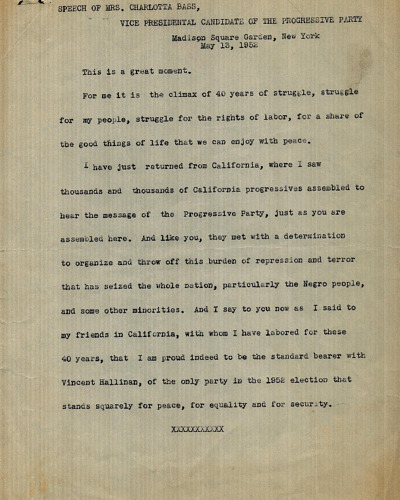 SPEECH OF MRS. CHARLOTTA BASS,
VICE PRESIDENTIAL CANDIDATE OF THE PROGRESSIVE PARTY
Madison Square Garden, New York
May 13, 1952
This is a great moment.
For me it is the climax of 40 years of struggle, struggle
for my people, struggle for the rights of labor, for a share of
the good things of life that we can enjoy with peace.
I have just returned from California, where I saw
thousands and thousands of California progressives assembled to
hear the message of the Progressive Party, just as you are
assembled here. And like you, they met with a determination
to organize and throw off this burden of repression and terror
that has seized the whole nation, particularly the Negro people,
and some other minorities. And I say to you now as I said to
my friends in California, with whom I have labored for these
40 years, that I am proud indeed to be the standard bearer with
Vincent Hallinan, of the only party in the 1952 election that
stands squarely for peace, for equality and for security.
XXXXXXXXXXX